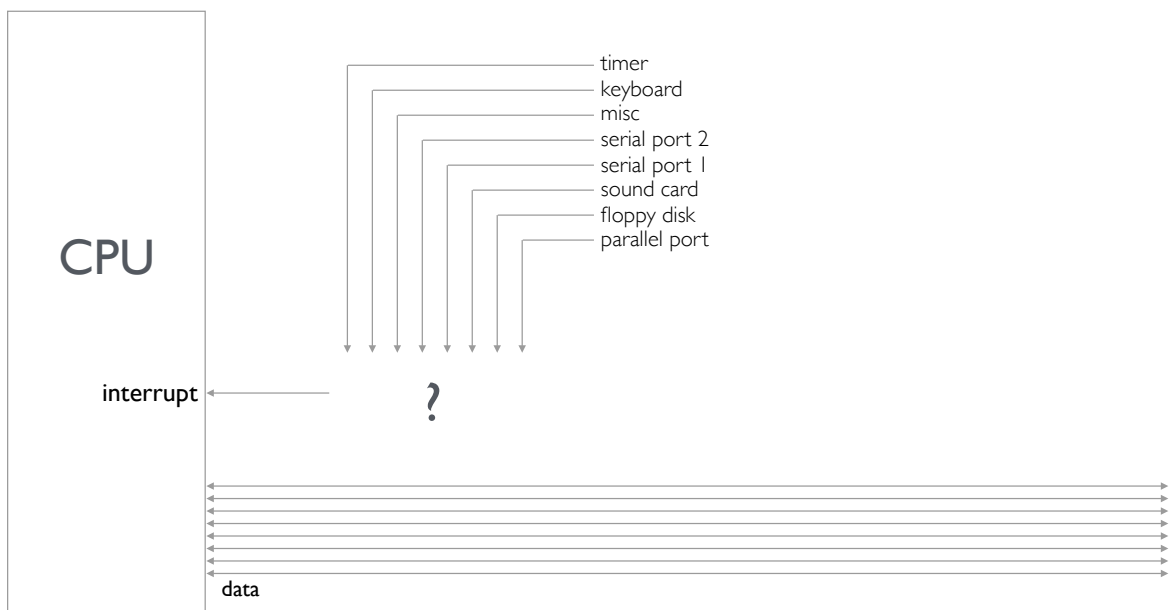 timer
keyboard
misc
serial port 2
serial port 1
sound card
floppy disk
parallel port
CPU
interrupt
?
data